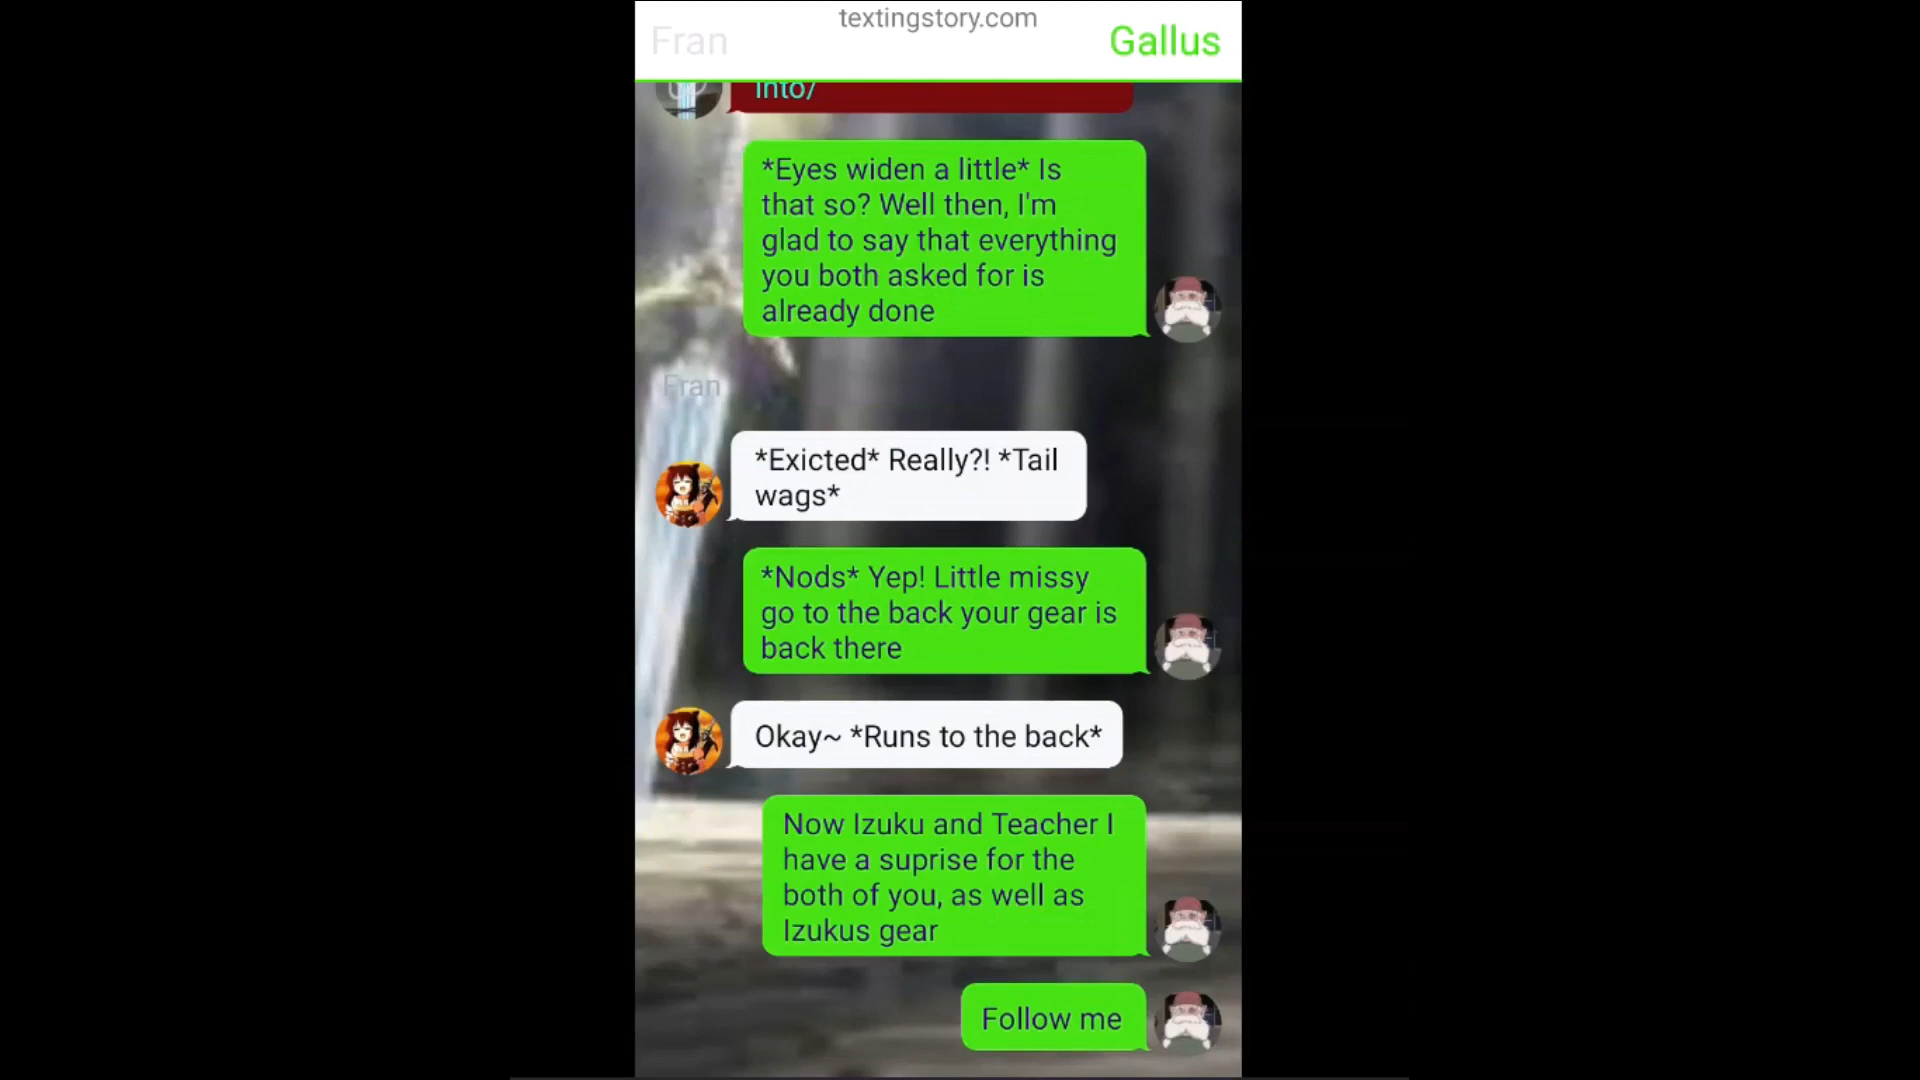 textingstory.com
Fran
Gallus
into/
*Eyes widen a little* Is
that so? Well then, I'm
glad to say that everything
you both asked for is
already done
Fran
*Exicted* Really?! *Tail
wags*
*Nods* Yep! Little missy
go to the back your gear is
back there
Okay~ *Runs to the back*
Now Izuku and Teacher I
have a suprise for the
both of you, as well as
Izukus gear
Follow me